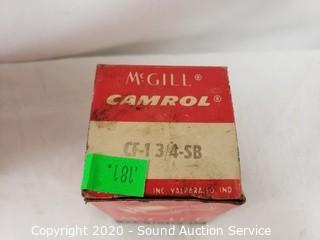 McGILL®
CAMROL®
CF-1 3/4-SB
.181
INC VALPARAISO IND
Copyright © 2020 - Sound Auction Service